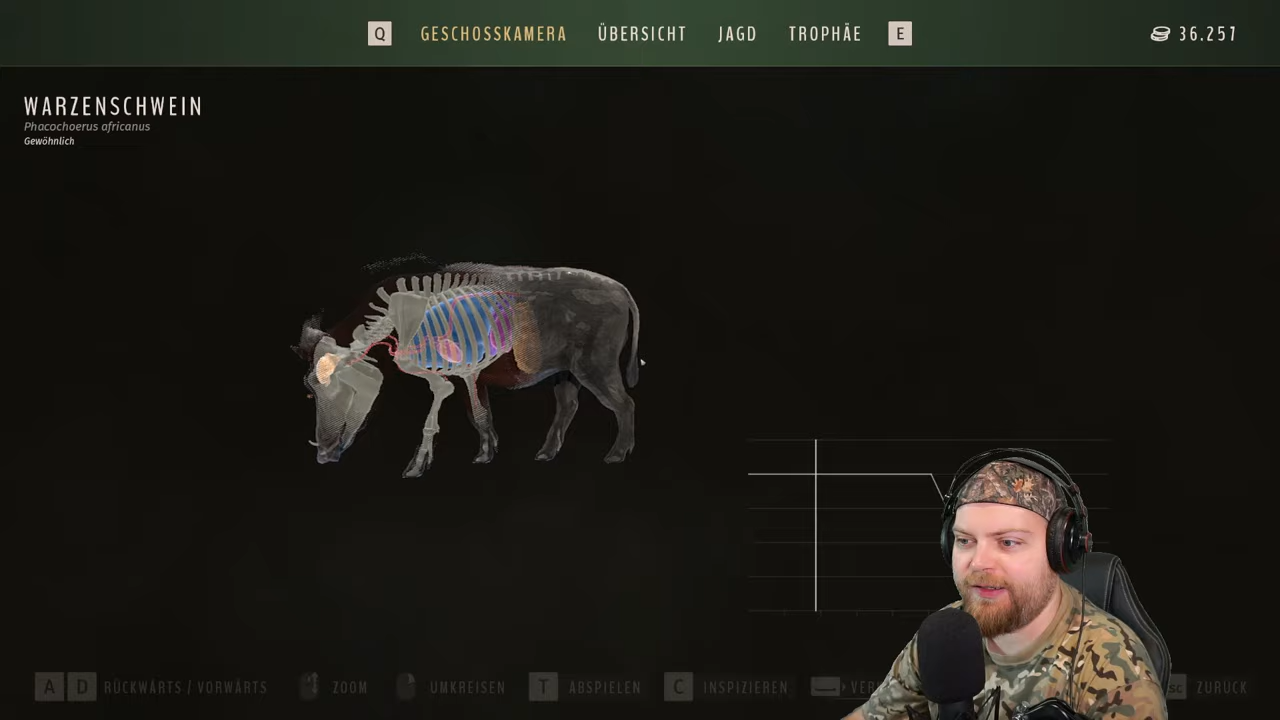 Q GESCHOSSKAMERA ÜBERSICHT JAGD TROPHÄE E 36.257
WARZENSCHWEIN
Phacochoerus africanus
Gewöhnlich
A D RÜCKWÄRTS / VORWÄRTS ZOOM UMKREISEN T ABSPIELEN C INSPIZIEREN ZURÜCK